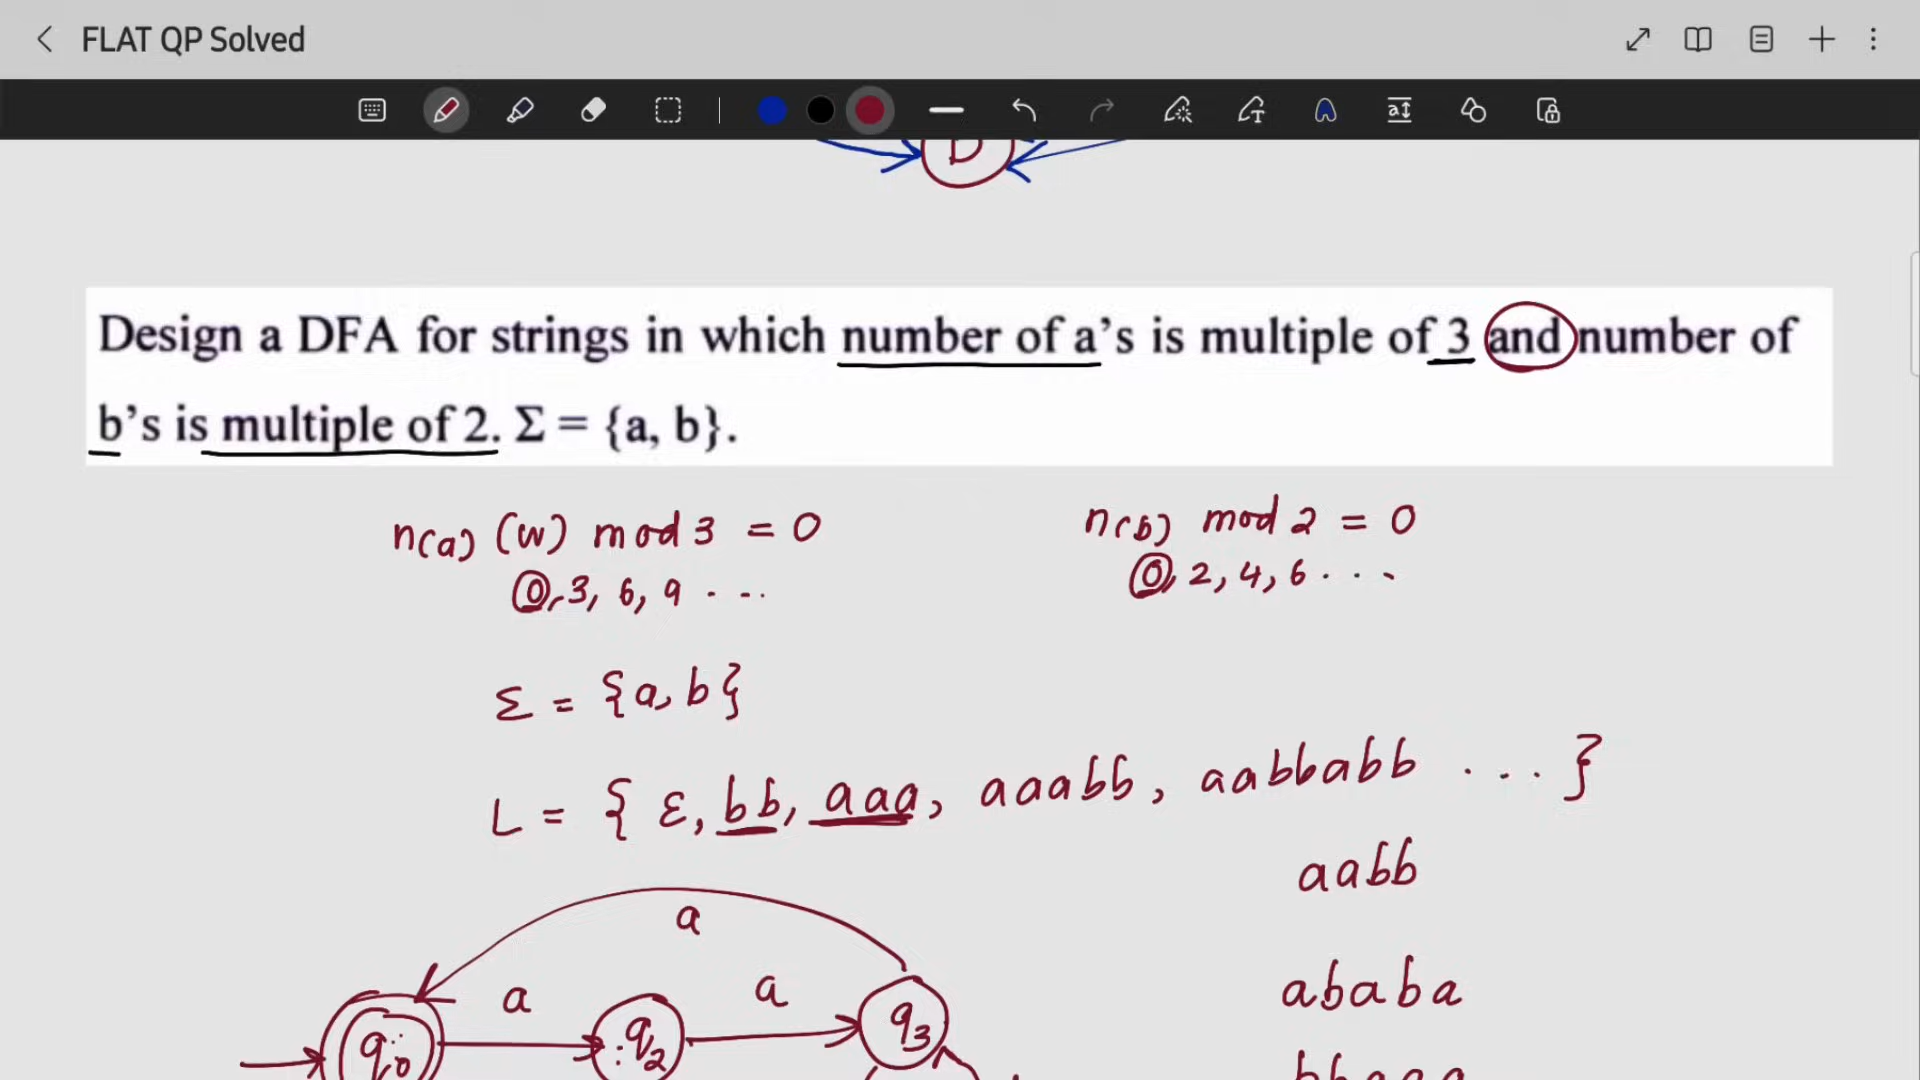 FLAT QP Solved
D
Design a DFA for strings in which number of a's is multiple of 3 and number of
b's is multiple of 2. Σ = {a, b}.
n(a) (w) mod 3 = 0
n(b) mod 2 = 0
0, 3, 6, 9 . . . .
0, 2, 4, 6 . . .
Σ = {a, b}
L = { ε, bb, aaa, aaabb, aabbabb . . . }
aabb
a
a
a
ababa
q0
q2
q3
bbaaa